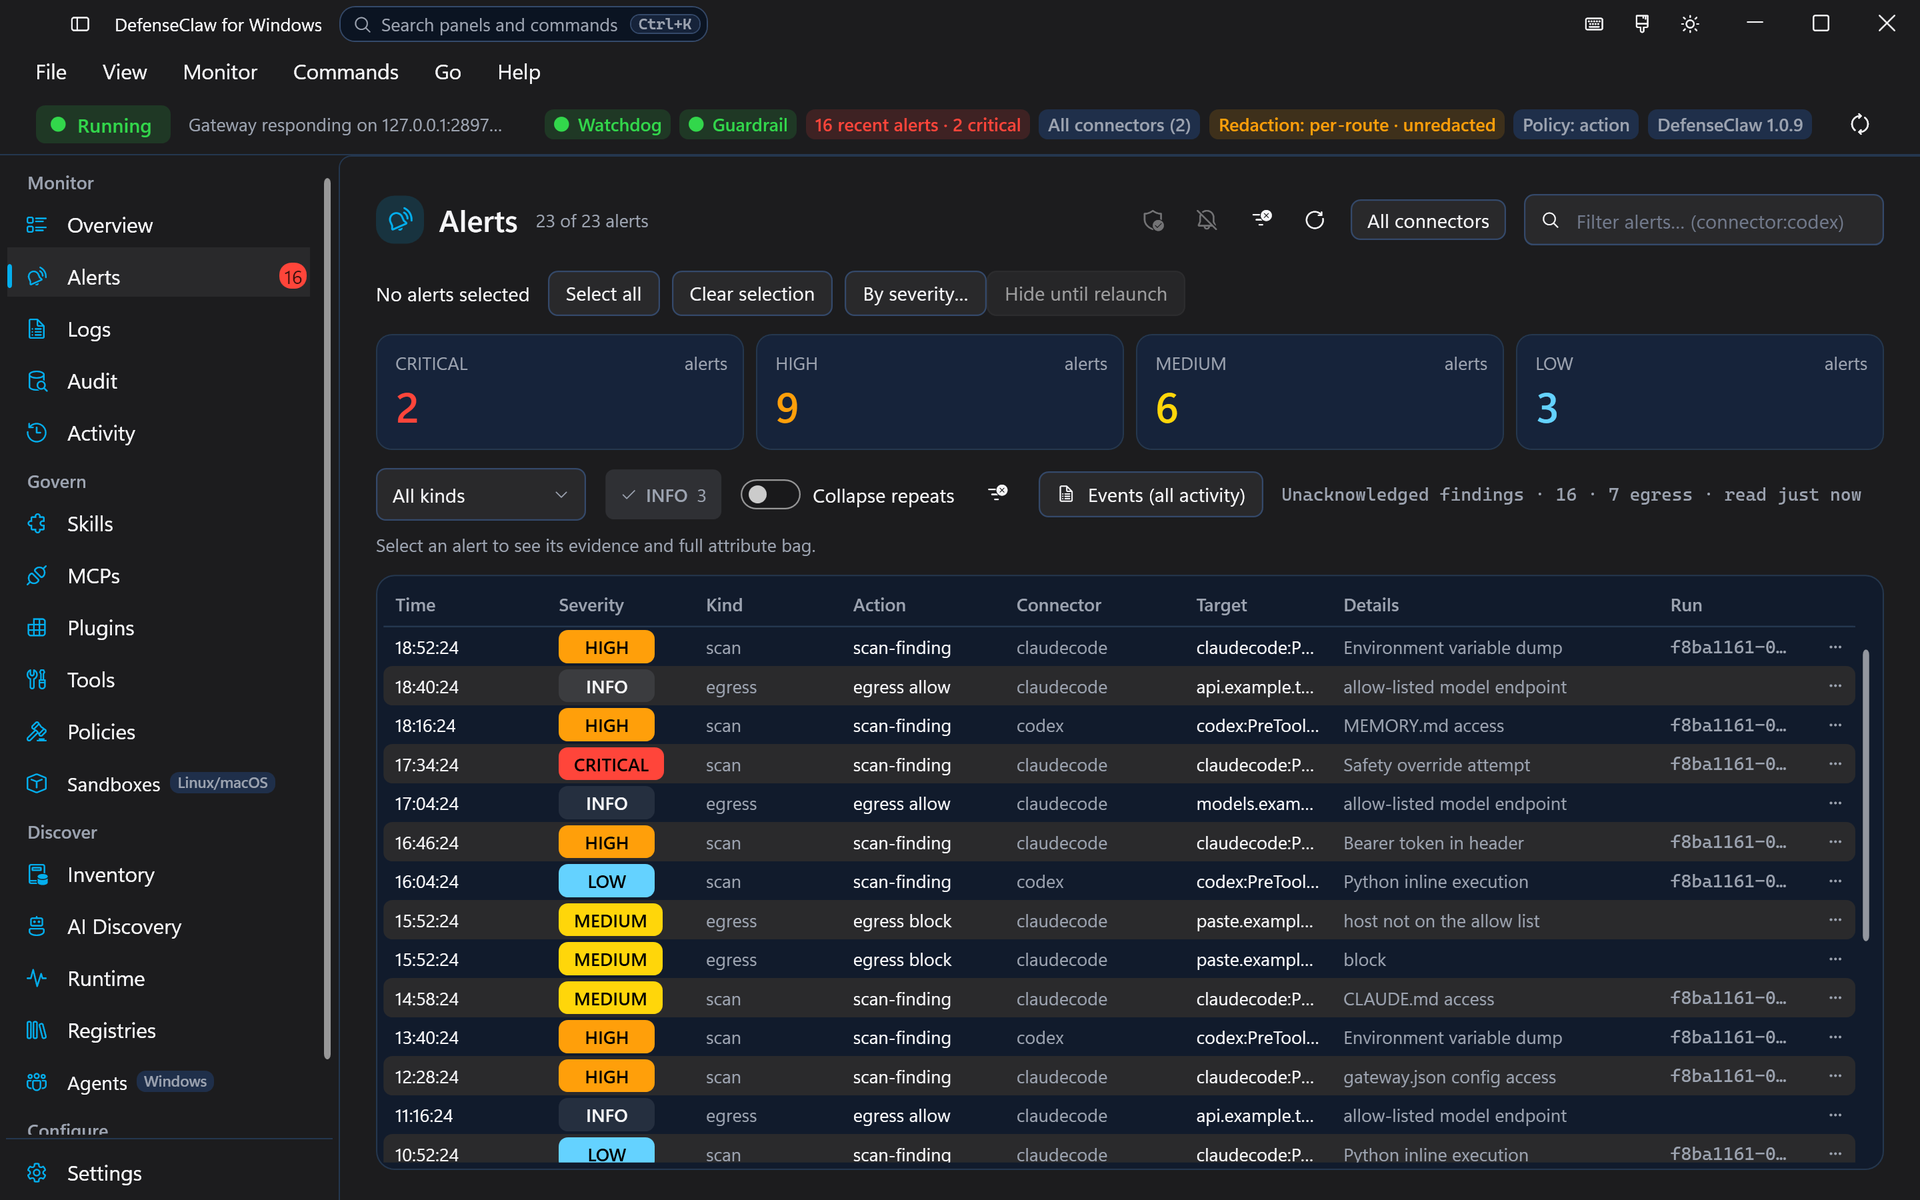 DefenseClaw for Windows
Search panels and commands Ctrl+K
File View Monitor Commands Go Help
Running Gateway responding on 127.0.0.1:2897... Watchdog Guardrail 16 recent alerts · 2 critical All connectors (2) Redaction: per-route · unredacted Policy: action DefenseClaw 1.0.9
Monitor
Overview
Alerts 16
Logs
Audit
Activity
Govern
Skills
MCPs
Plugins
Tools
Policies
Sandboxes Linux/macOS
Discover
Inventory
AI Discovery
Runtime
Registries
Agents Windows
Configure
Settings
Alerts 23 of 23 alerts All connectors Filter alerts... (connector:codex)
No alerts selected Select all Clear selection By severity... Hide until relaunch
CRITICAL alerts HIGH alerts MEDIUM alerts LOW alerts
2 9 6 3
All kinds INFO 3 Collapse repeats Events (all activity) Unacknowledged findings · 16 · 7 egress · read just now
Select an alert to see its evidence and full attribute bag.
Time Severity Kind Action Connector Target Details Run
18:52:24 HIGH scan scan-finding claudecode claudecode:P... Environment variable dump f8ba1161-0... ...
18:40:24 INFO egress egress allow claudecode api.example.t... allow-listed model endpoint ...
18:16:24 HIGH scan scan-finding codex codex:PreTool... MEMORY.md access f8ba1161-0... ...
17:34:24 CRITICAL scan scan-finding claudecode claudecode:P... Safety override attempt f8ba1161-0... ...
17:04:24 INFO egress egress allow claudecode models.exam... allow-listed model endpoint ...
16:46:24 HIGH scan scan-finding claudecode claudecode:P... Bearer token in header f8ba1161-0... ...
16:04:24 LOW scan scan-finding codex codex:PreTool... Python inline execution f8ba1161-0... ...
15:52:24 MEDIUM egress egress block claudecode paste.exampl... host not on the allow list ...
15:52:24 MEDIUM egress egress block claudecode paste.exampl... block ...
14:58:24 MEDIUM scan scan-finding claudecode claudecode:P... CLAUDE.md access f8ba1161-0... ...
13:40:24 HIGH scan scan-finding codex codex:PreTool... Environment variable dump f8ba1161-0... ...
12:28:24 HIGH scan scan-finding claudecode claudecode:P... gateway.json config access f8ba1161-0... ...
11:16:24 INFO egress egress allow claudecode api.example.t... allow-listed model endpoint ...
10:52:24 LOW scan scan-finding claudecode claudecode:P... Python inline execution f8ba1161-0... ...